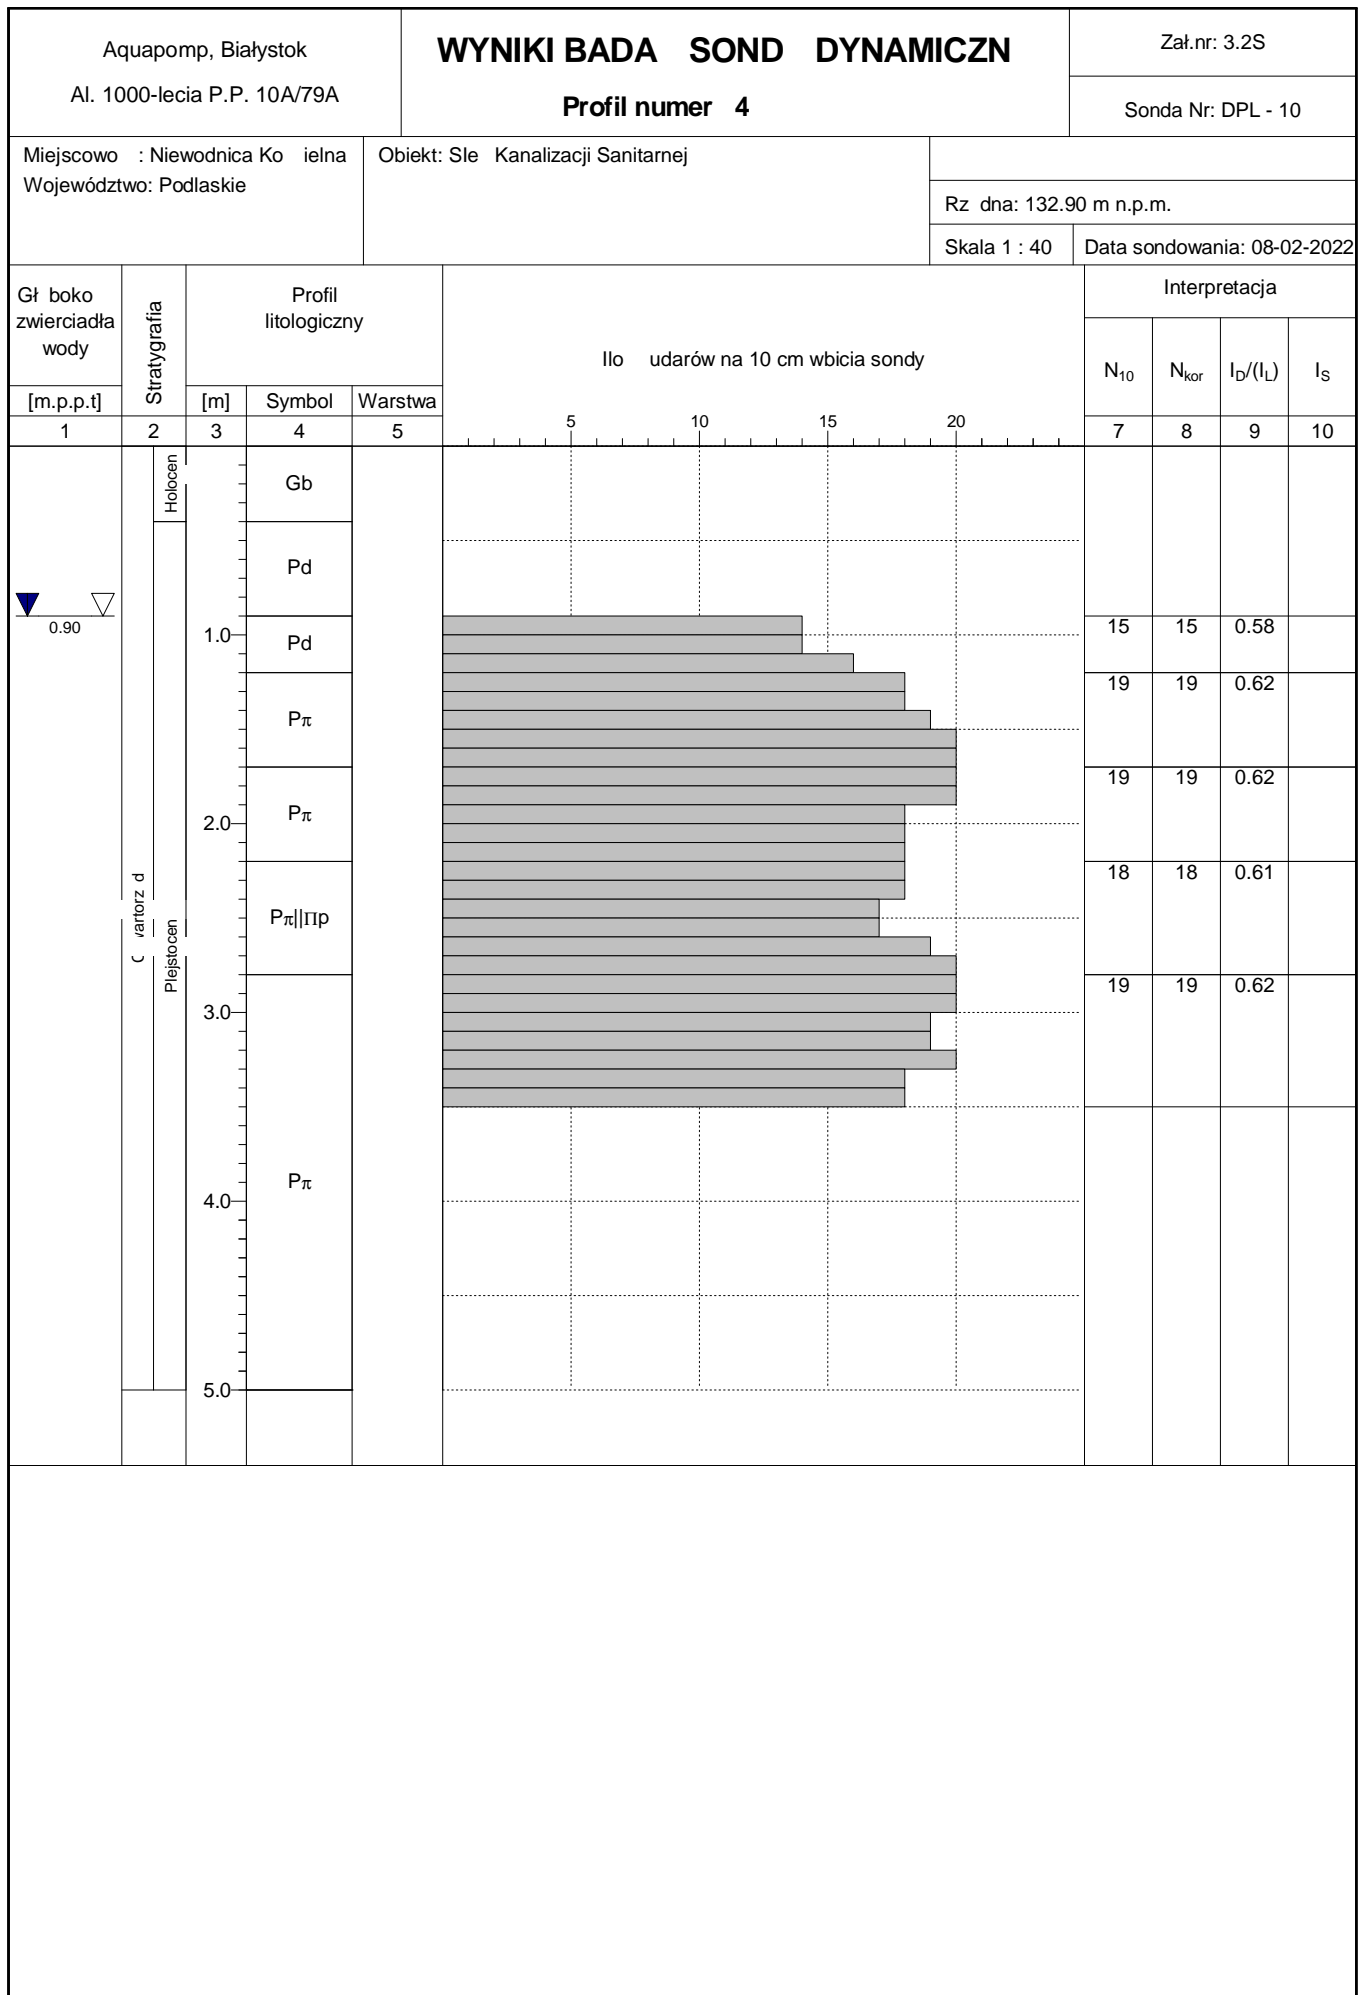 Aquapomp, Białystok
Al. 1000-lecia P.P. 10A/79A
WYNIKI BADA SOND DYNAMICZN
Profil numer 4
Zał.nr: 3.2S
Sonda Nr: DPL - 10
Miejscowo : Niewodnica Ko ielna
Województwo: Podlaskie
Obiekt: SIe Kanalizacji Sanitarnej
Rz dna: 132.90 m n.p.m.
Skala 1 : 40
Data sondowania: 08-02-2022
Gł boko
zwierciadła
wody
[m.p.p.t]
Stratygrafia
Profil
litologiczny
[m]
Symbol
Warstwa
Ilo udarów na 10 cm wbicia sondy
5 10 15 20
Interpretacja
N10 Nkor ID/(IL) IS
1 2 3 4 5 7 8 9 10
Holocen
Gb
Pd
0.90
1.0
Pd
15 15 0.58
Pπ
19 19 0.62
Pπ
19 19 0.62
2.0
Pπ||Πp
18 18 0.61
artorz d
Plejstocen
19 19 0.62
3.0
Pπ
4.0
5.0